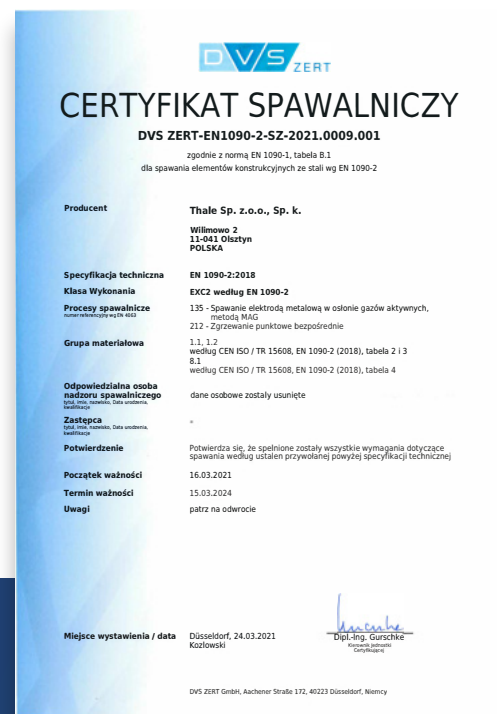 DVS ZERT
CERTYFIKAT SPAWALNICZY
DVS ZERT-EN1090-2-SZ-2021.0009.001
zgodnie z normą EN 1090-1, tabela B.1
dla spawania elementów konstrukcyjnych ze stali wg EN 1090-2
Producent
Thale Sp. z.o.o., Sp. k.
Wilimowo 2
11-041 Olsztyn
POLSKA
Specyfikacja techniczna EN 1090-2:2018
Klasa Wykonania EXC2 według EN 1090-2
Procesy spawalnicze 135 - Spawanie elektrodą metalową w osłonie gazów aktywnych,
numer referencyjny wg EN 4063
metodą MAG
212 - Zgrzewanie punktowe bezpośrednie
Grupa materiałowa 1.1, 1.2
według CEN ISO / TR 15608, EN 1090-2 (2018), tabela 2 i 3
8.1
według CEN ISO / TR 15608, EN 1090-2 (2018), tabela 4
Odpowiedzialna osoba
nadzoru spawalniczego dane osobowe zostały usunięte
tytuł, imie, nazwisko, Data urodzenia,
kwalifikacje
Zastępca -
tytuł, imie, nazwisko, Data urodzenia,
kwalifikacje
Potwierdzenie Potwierdza się, że spełnione zostały wszystkie wymagania dotyczące
spawania według ustalen przywołanej powyżej specyfikacji technicznej
Początek ważności 16.03.2021
Termin ważności 15.03.2024
Uwagi patrz na odwrocie
Miejsce wystawienia / data Düsseldorf, 24.03.2021
Kozlowski
Dipl.-Ing. Gurschke
Kierownik Jednostki
Certyfikującej
DVS ZERT GmbH, Aachener Straße 172, 40223 Düsseldorf, Niemcy